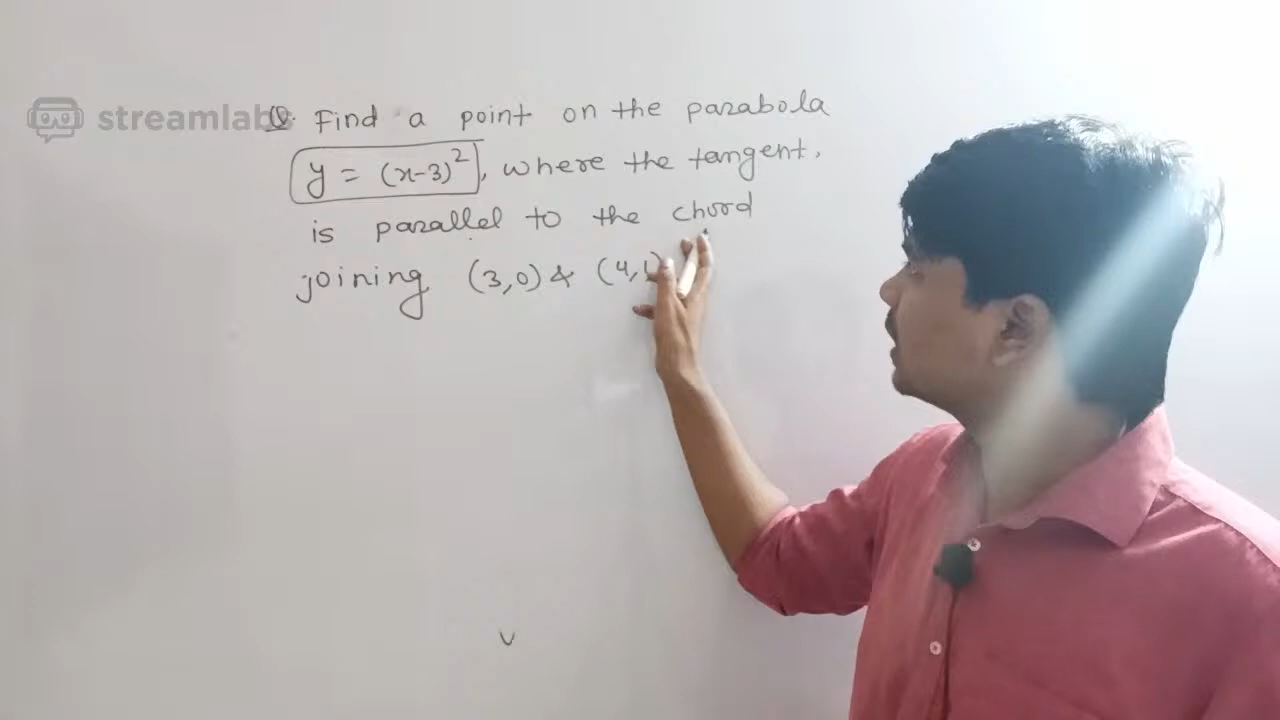 streamlabs
Q. Find a point on the parabola
y = (x-3)², where the tangent,
is parallel to the chord
joining (3,0) & (4,1)